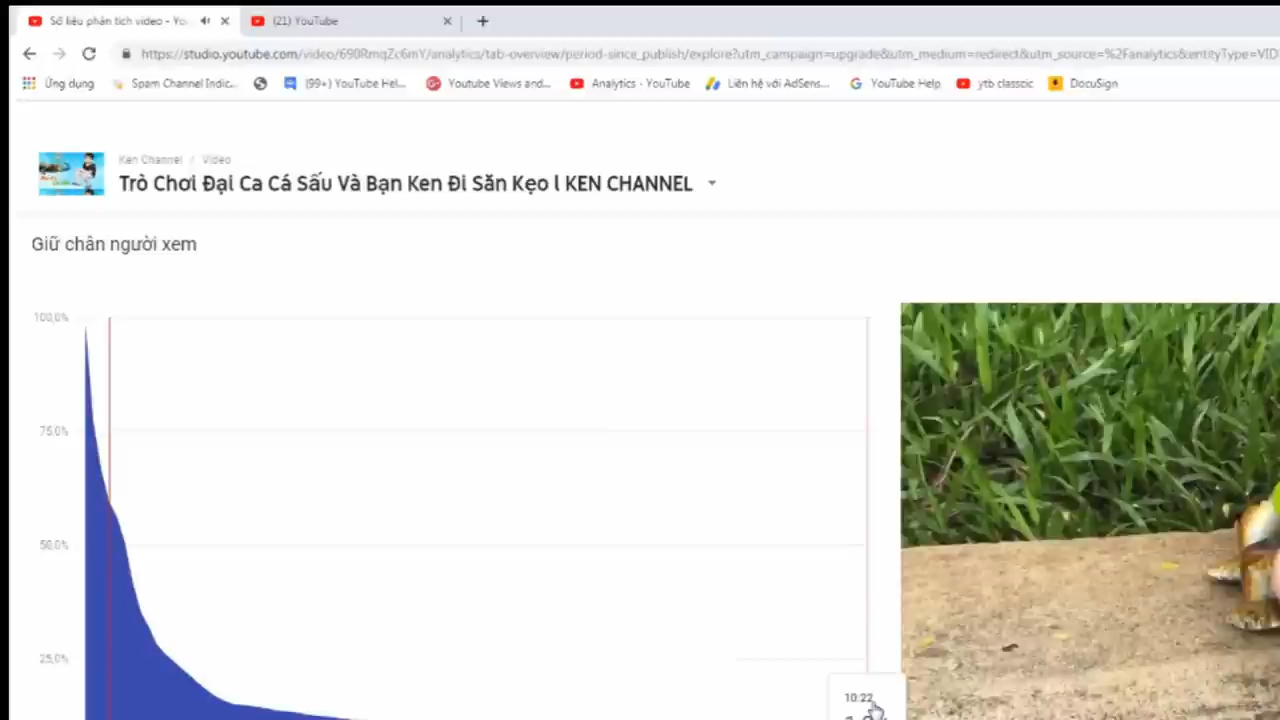 Số liệu phân tích video - Yo
(21) YouTube
https://studio.youtube.com/video/690RmqZc6mY/analytics/tab-overview/period-since_publish/explore?utm_campaign=upgrade&utm_medium=redirect&utm_source=%2Fanalytics&entityType=VID
Ứng dụng
Spam Channel Indic...
(99+) YouTube Hel...
Youtube Views and...
Analytics - YouTube
Liên hệ với AdSens...
YouTube Help
ytb classcic
DocuSign
Ken Channel / Video
Trò Chơi Đại Ca Cá Sấu Và Bạn Ken Đi Săn Kẹo l KEN CHANNEL
Giữ chân người xem
100,0%
75,0%
50,0%
25,0%
10:22